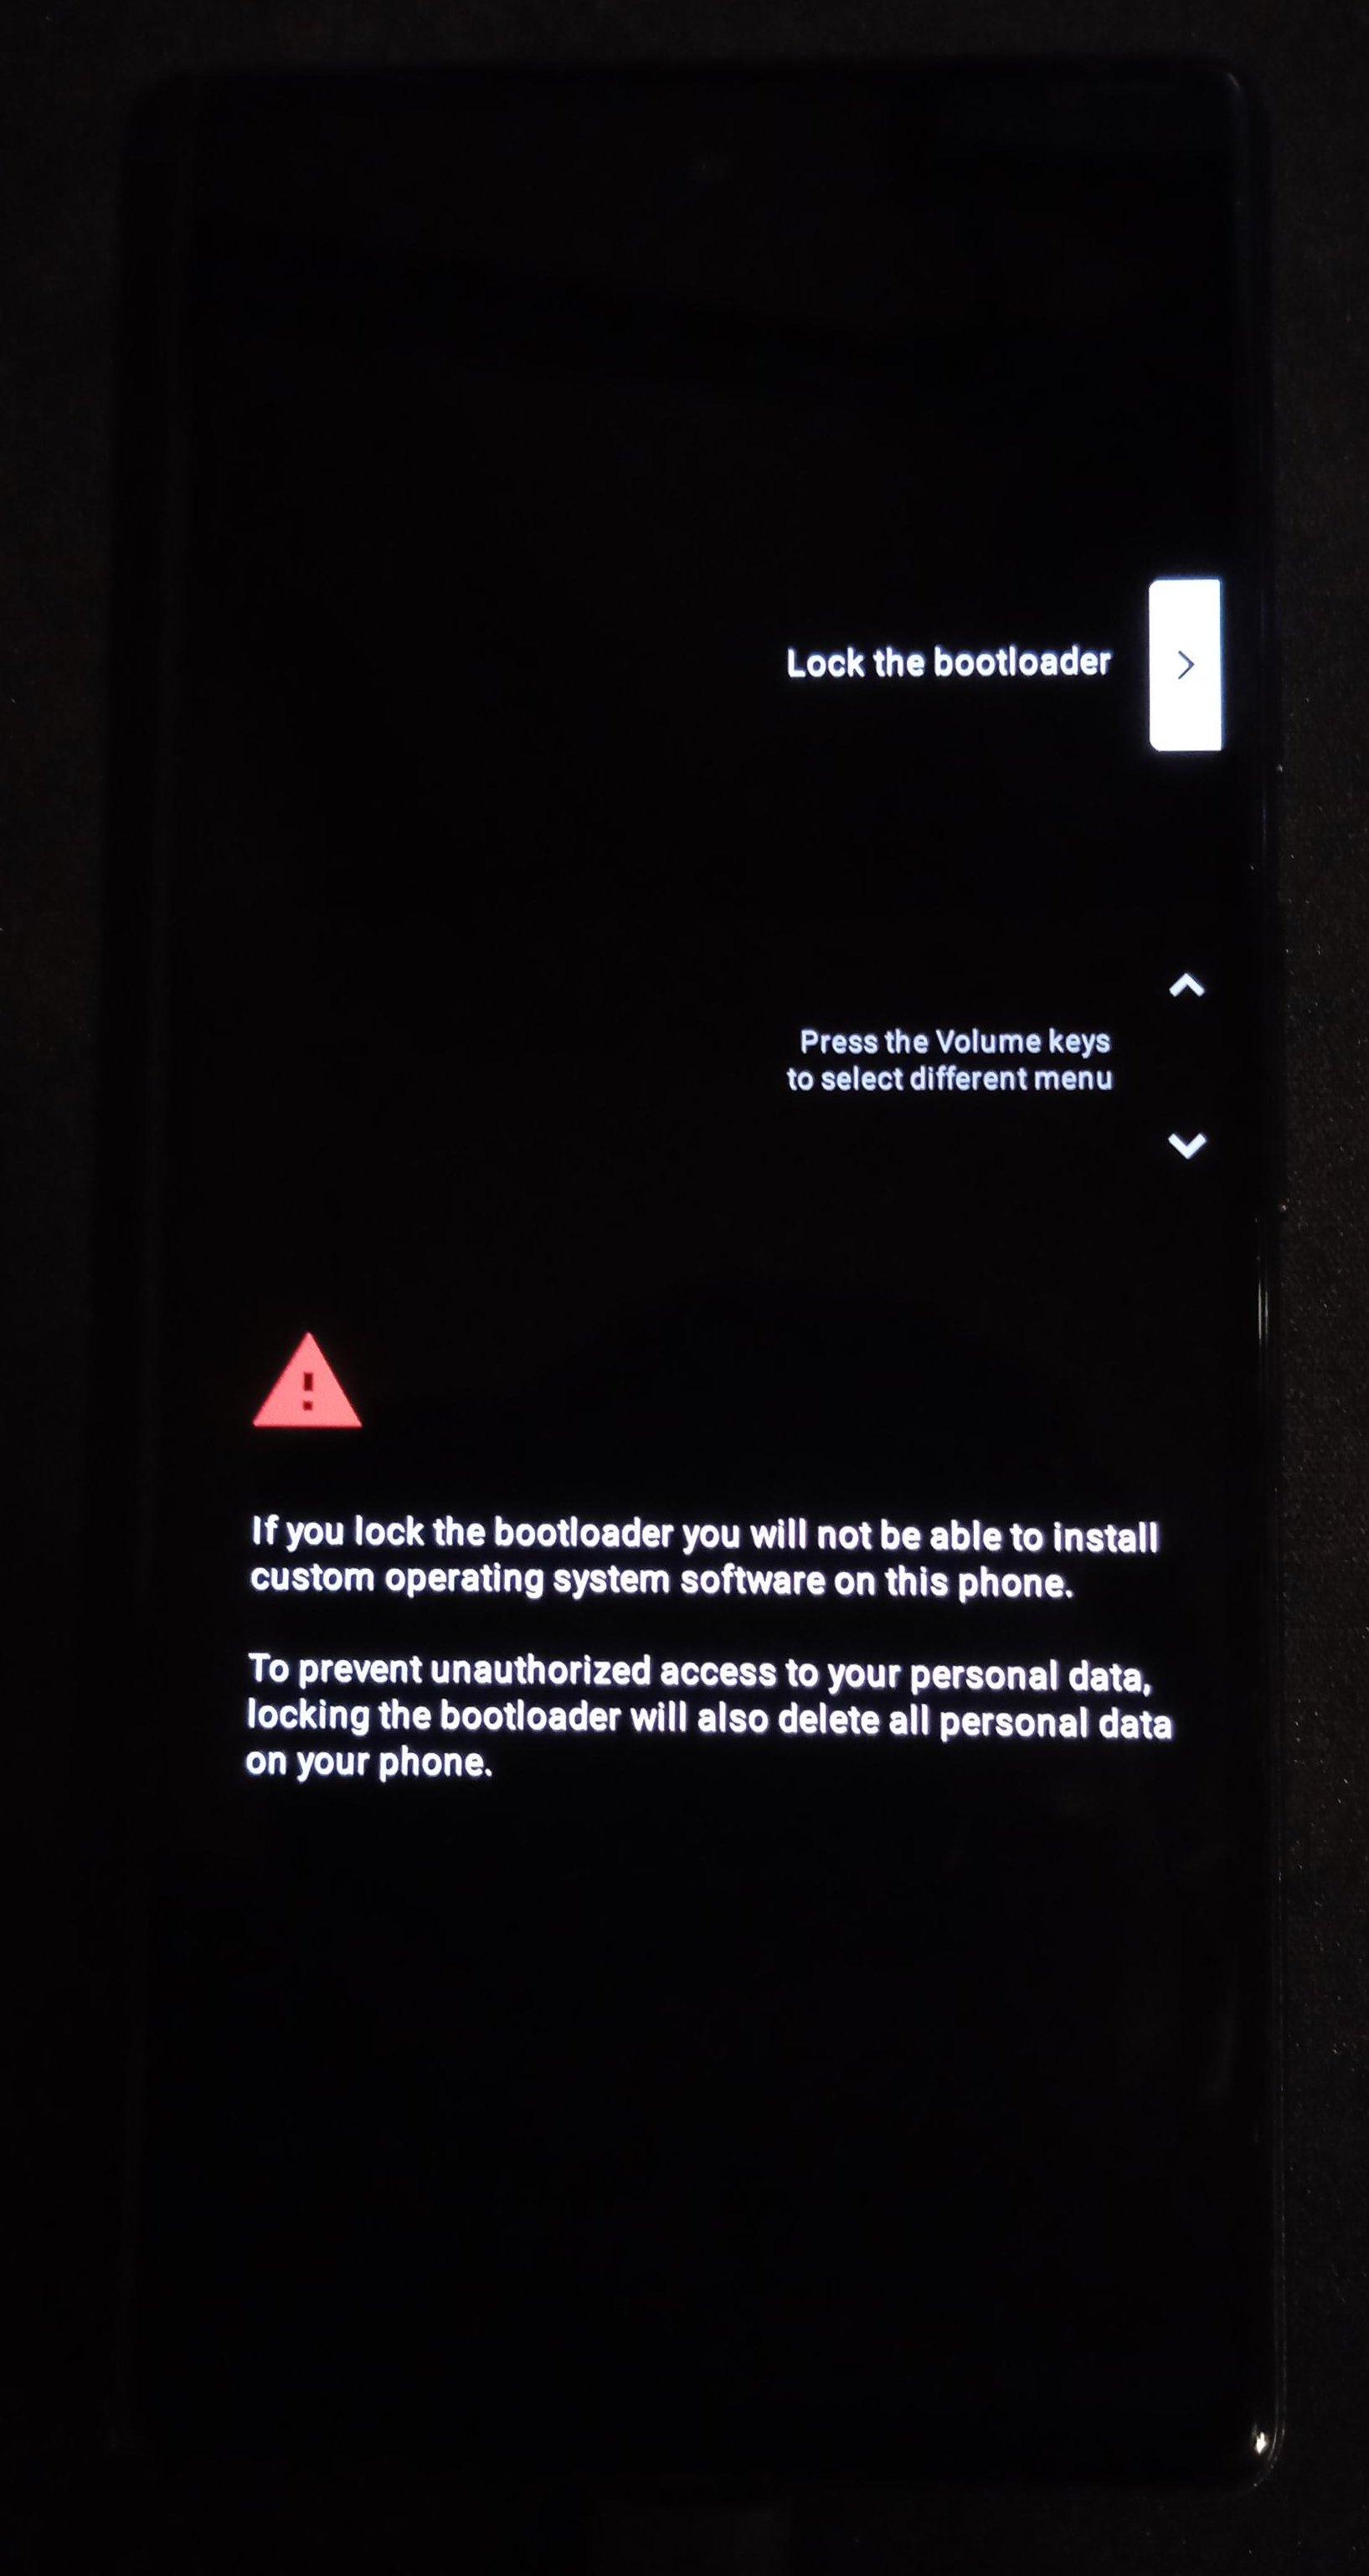 Lock the bootloader
Press the Volume keys
to select different menu
If you lock the bootloader you will not be able to install
custom operating system software on this phone.
To prevent unauthorized access to your personal data,
locking the bootloader will also delete all personal data
on your phone.